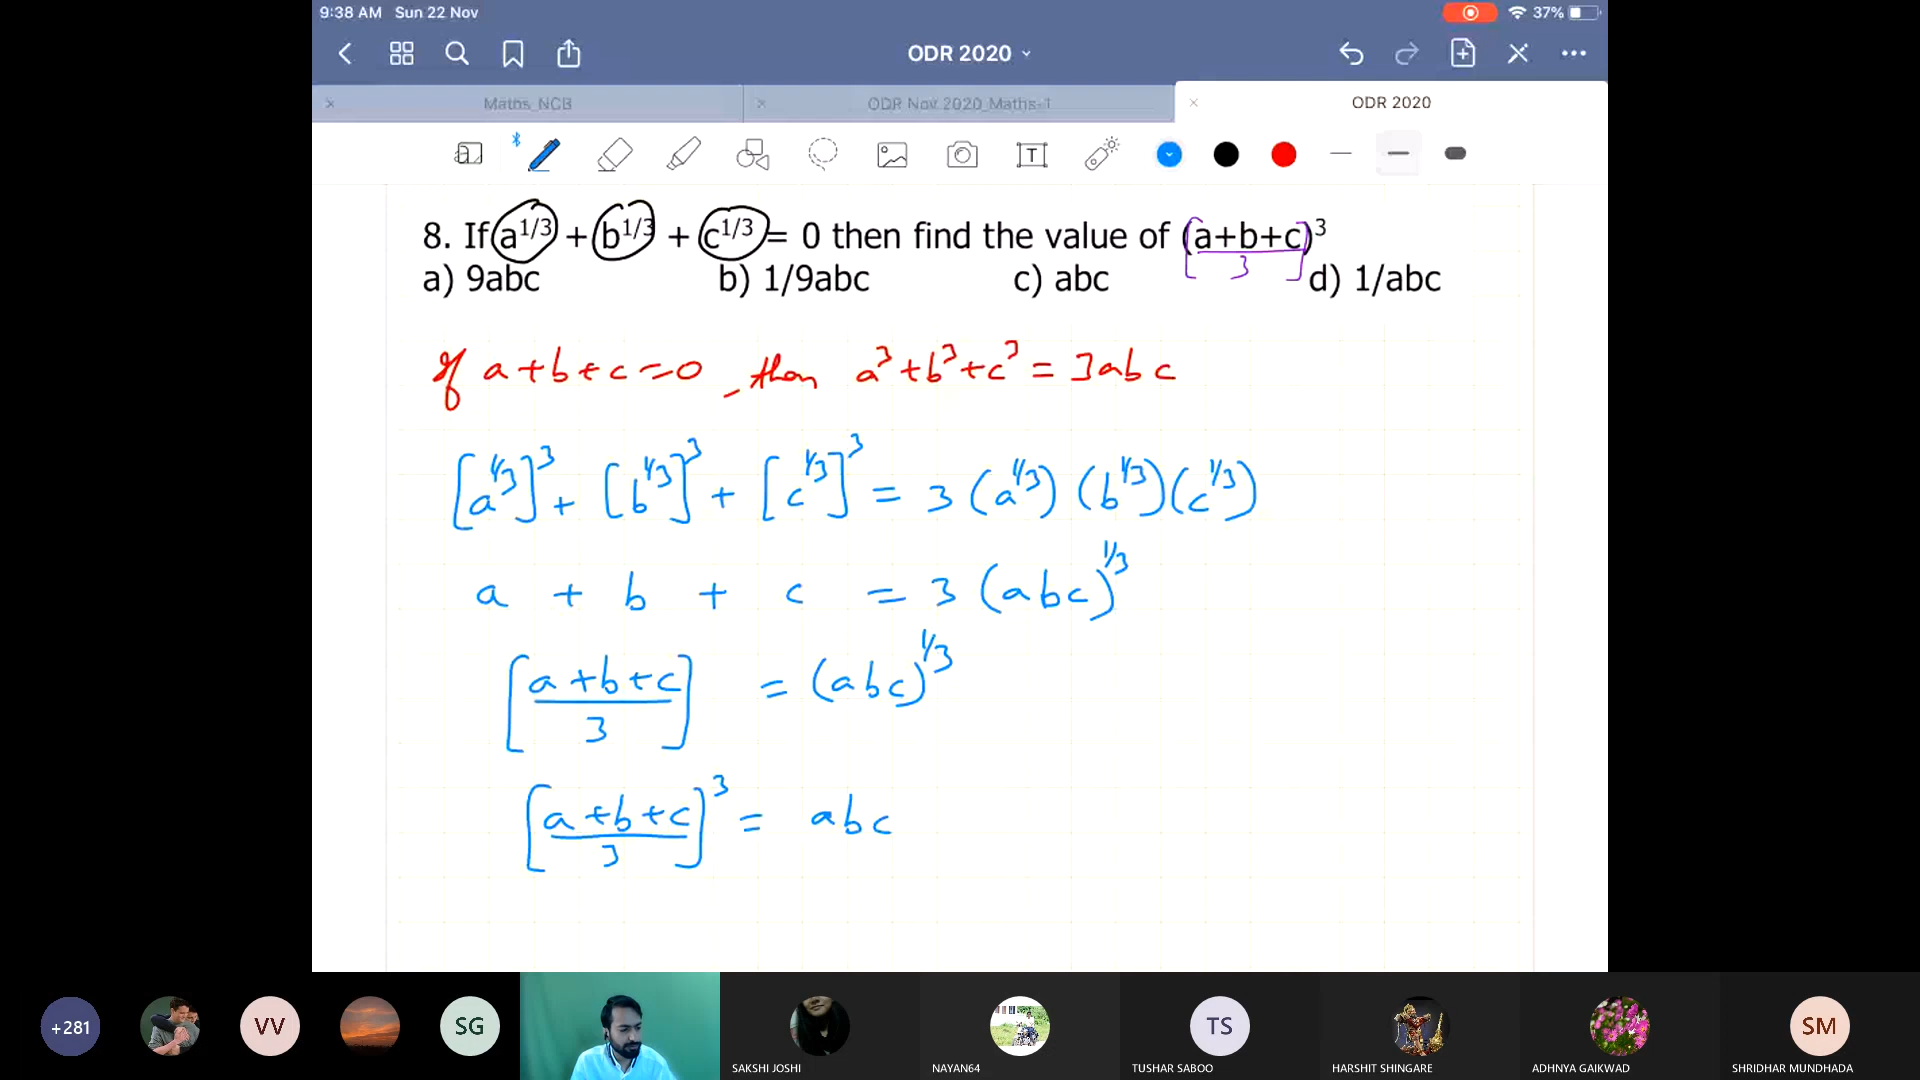 9:38 AM Sun 22 Nov
37%
ODR 2020
Maths_NCB
ODR Nov 2020_Maths-1
ODR 2020
8. If a^1/3 + b^1/3 + c^1/3 = 0 then find the value of [(a+b+c)/3]^3
a) 9abc b) 1/9abc c) abc d) 1/abc
If a+b+c=0, then a³+b³+c³ = 3abc
[a^1/3]³ + [b^1/3]³ + [c^1/3]³ = 3 (a^1/3) (b^1/3)(c^1/3)
a + b + c = 3 (abc)^1/3
[(a+b+c)/3] = (abc)^1/3
[(a+b+c)/3]³ = abc
+281
VV
SG
TS
SM
SAKSHI JOSHI
NAYAN64
TUSHAR SABOO
HARSHIT SHINGARE
ADHNYA GAIKWAD
SHRIDHAR MUNDHADA